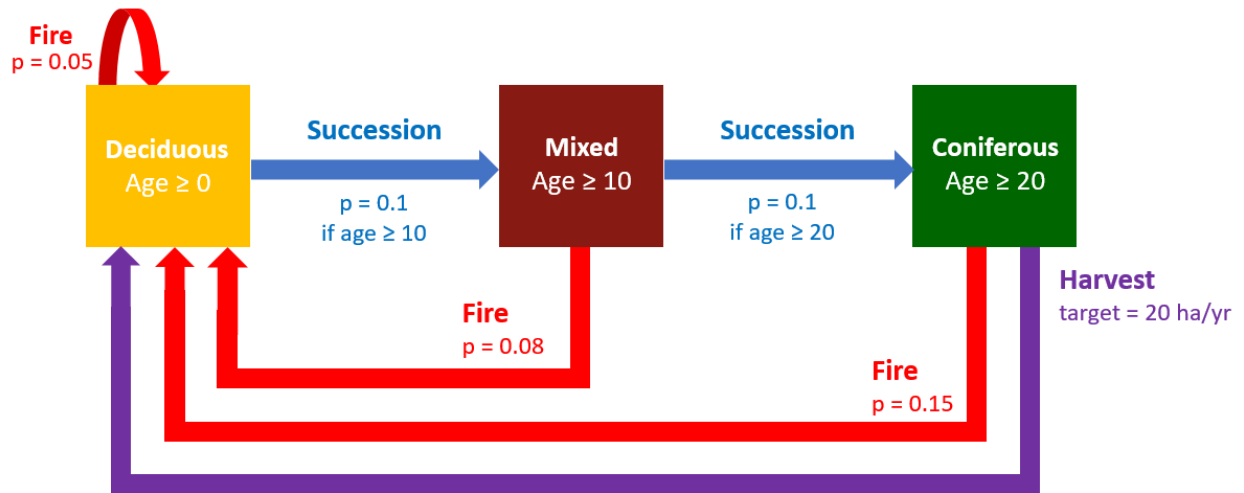 Fire
p = 0.05
Deciduous
Age ≥ 0
Succession
p = 0.1
if age ≥ 10
Mixed
Age ≥ 10
Succession
p = 0.1
if age ≥ 20
Coniferous
Age ≥ 20
Fire
p = 0.08
Fire
p = 0.15
Harvest
target = 20 ha/yr